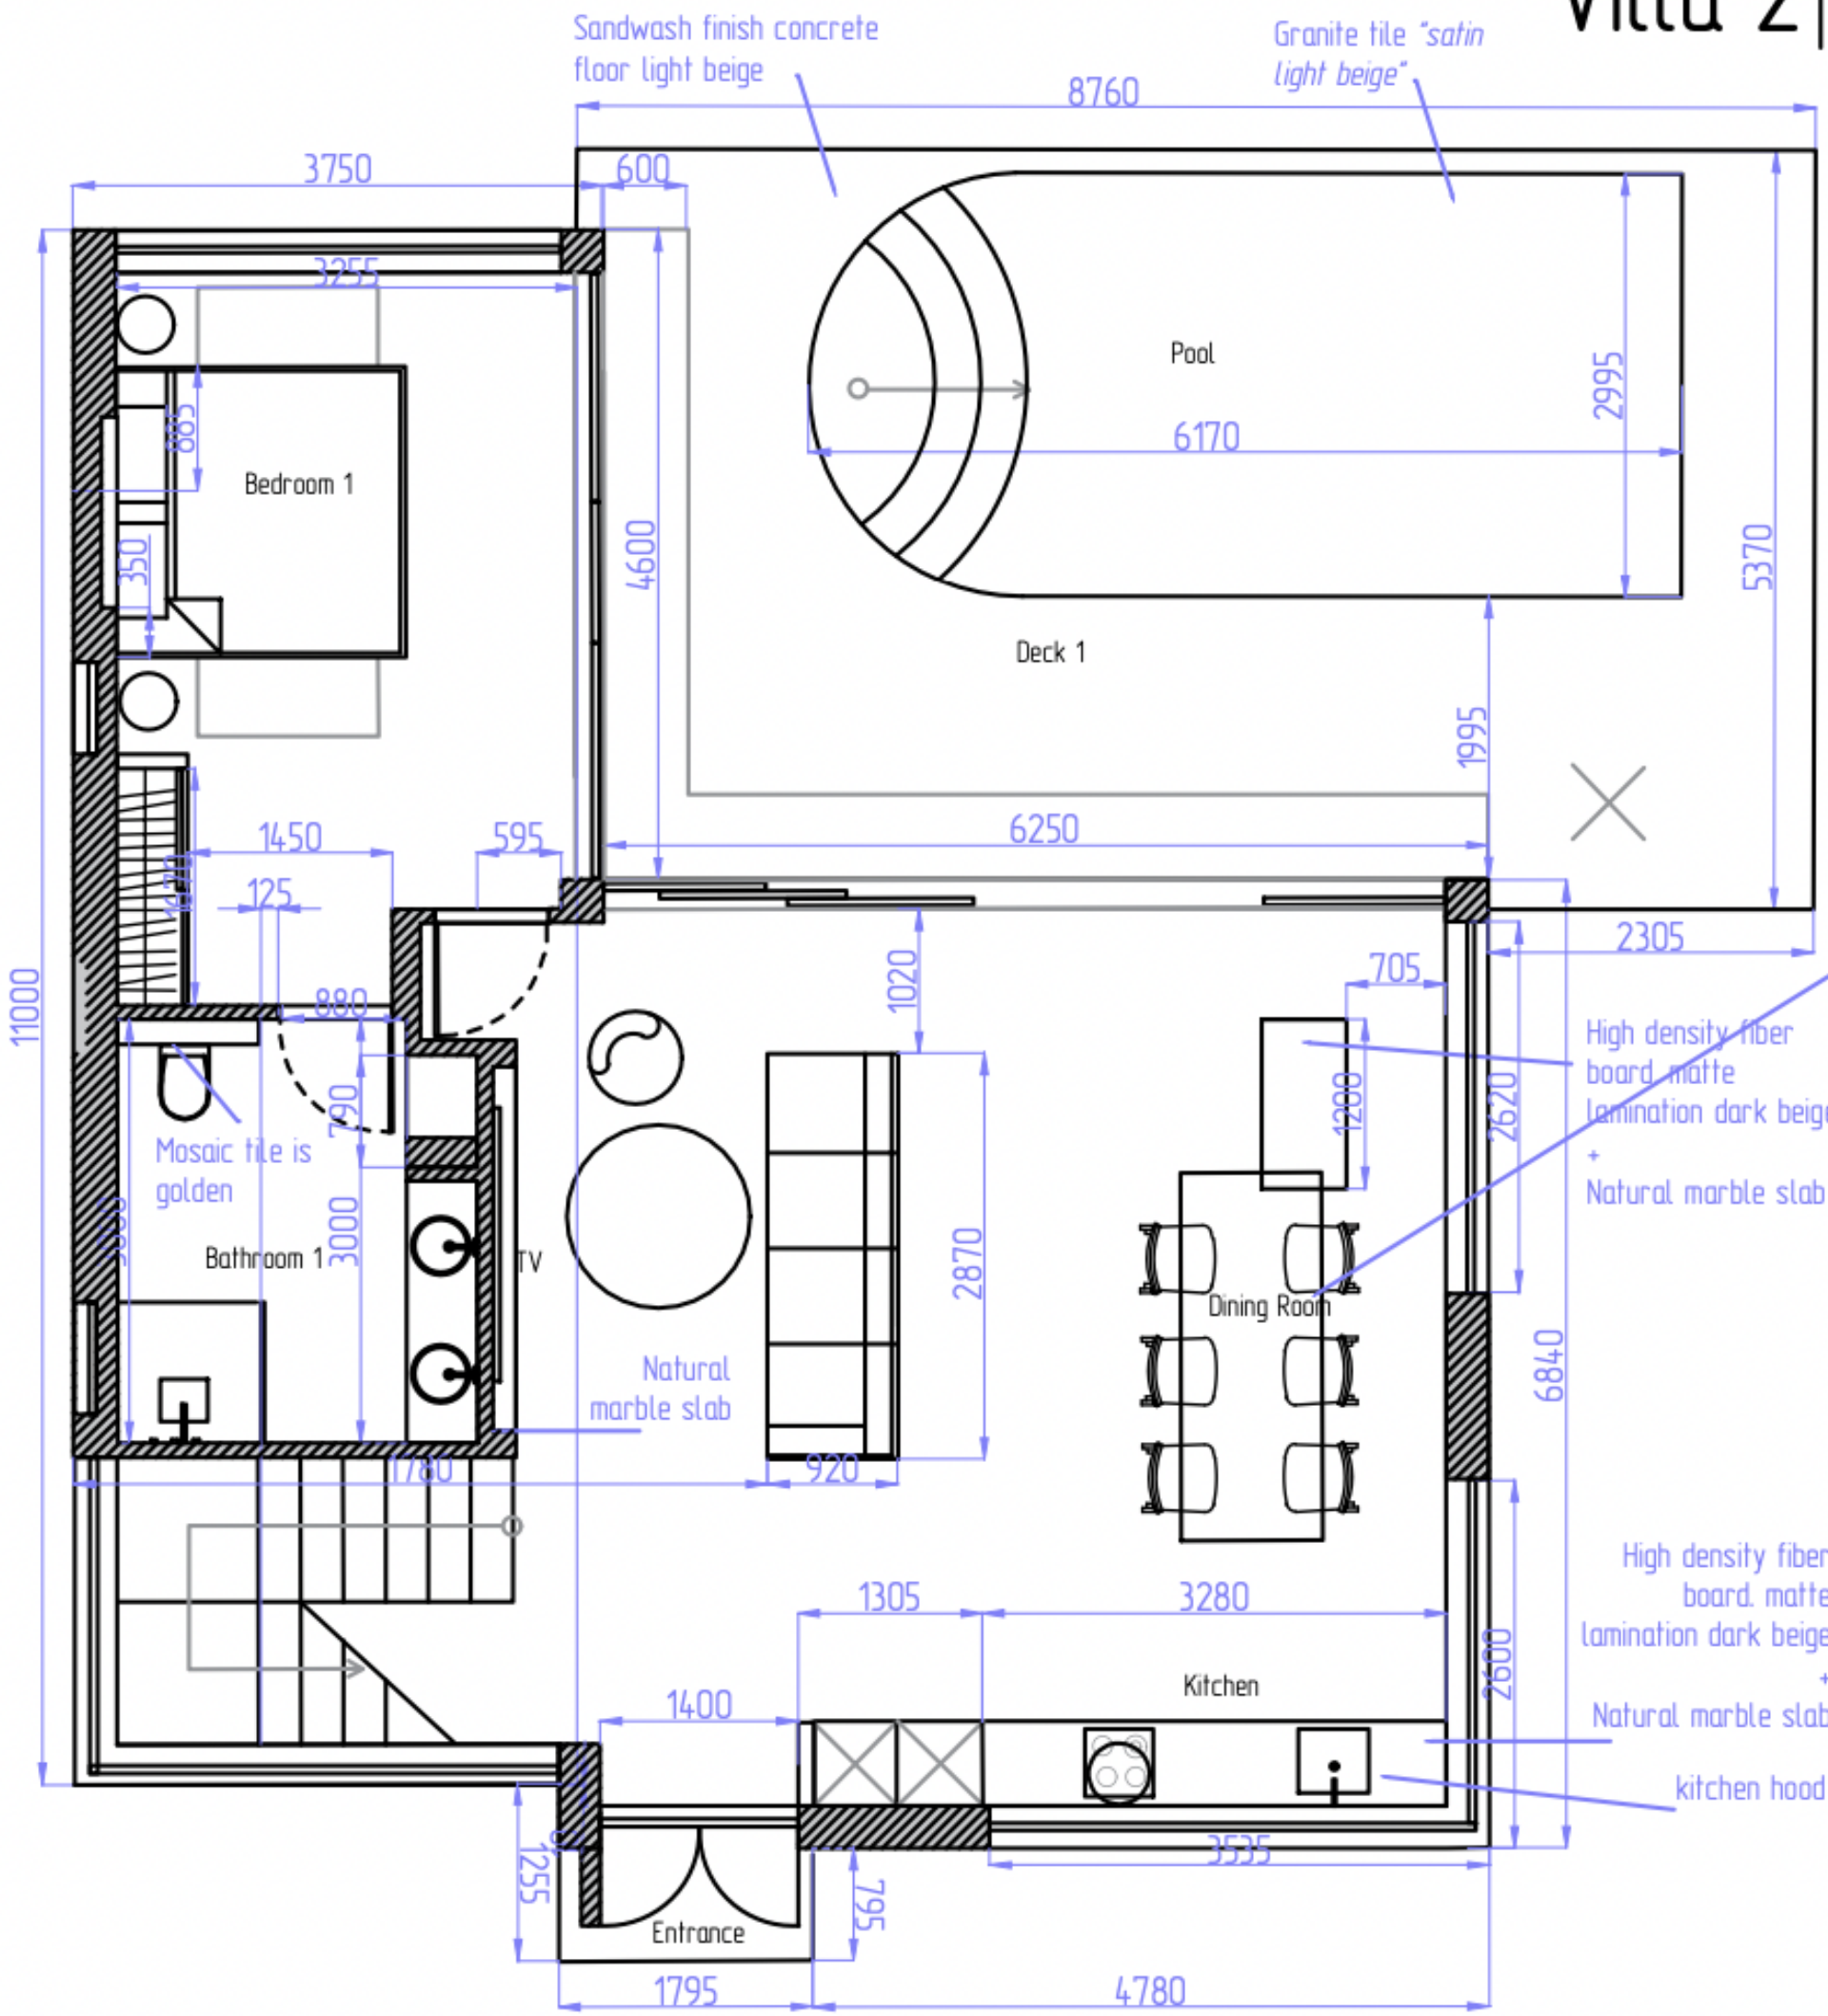 Villa 2|
Sandwash finish concrete
floor light beige
Granite tile "satin
light beige"
8760
3750
600
3255
Pool
2995
6170
885
Bedroom 1
350
4600
5370
Deck 1
1995
6250
1450
595
125
1670
11000
880
1020
705
2305
High density fiber
board. matte
lamination dark beige
+
Natural marble slab
2620
1200
790
Mosaic tile is
golden
3000
Bathroom 1
TV
2870
Dining Room
6840
Natural
marble slab
1780
920
1305
3280
High density fiber
board. matte
lamination dark beige
+
Natural marble slab
2600
Kitchen
1400
kitchen hood
3535
1255
795
Entrance
1795
4780